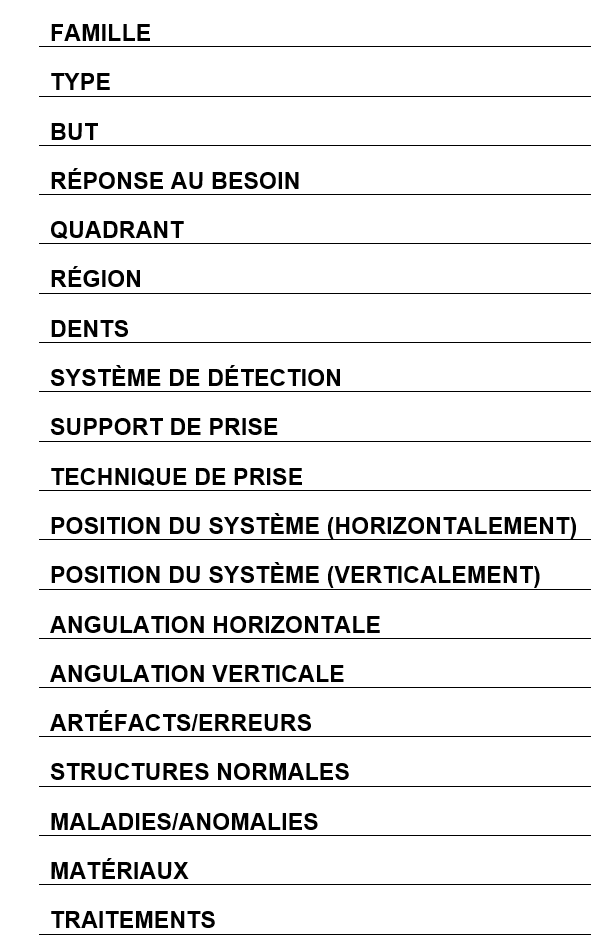 FAMILLE
TYPE
BUT
RÉPONSE AU BESOIN
QUADRANT
RÉGION
DENTS
SYSTÈME DE DÉTECTION
SUPPORT DE PRISE
TECHNIQUE DE PRISE
POSITION DU SYSTÈME (HORIZONTALEMENT)
POSITION DU SYSTÈME (VERTICALEMENT)
ANGULATION HORIZONTALE
ANGULATION VERTICALE
ARTÉFACTS/ERREURS
STRUCTURES NORMALES
MALADIES/ANOMALIES
MATÉRIAUX
TRAITEMENTS